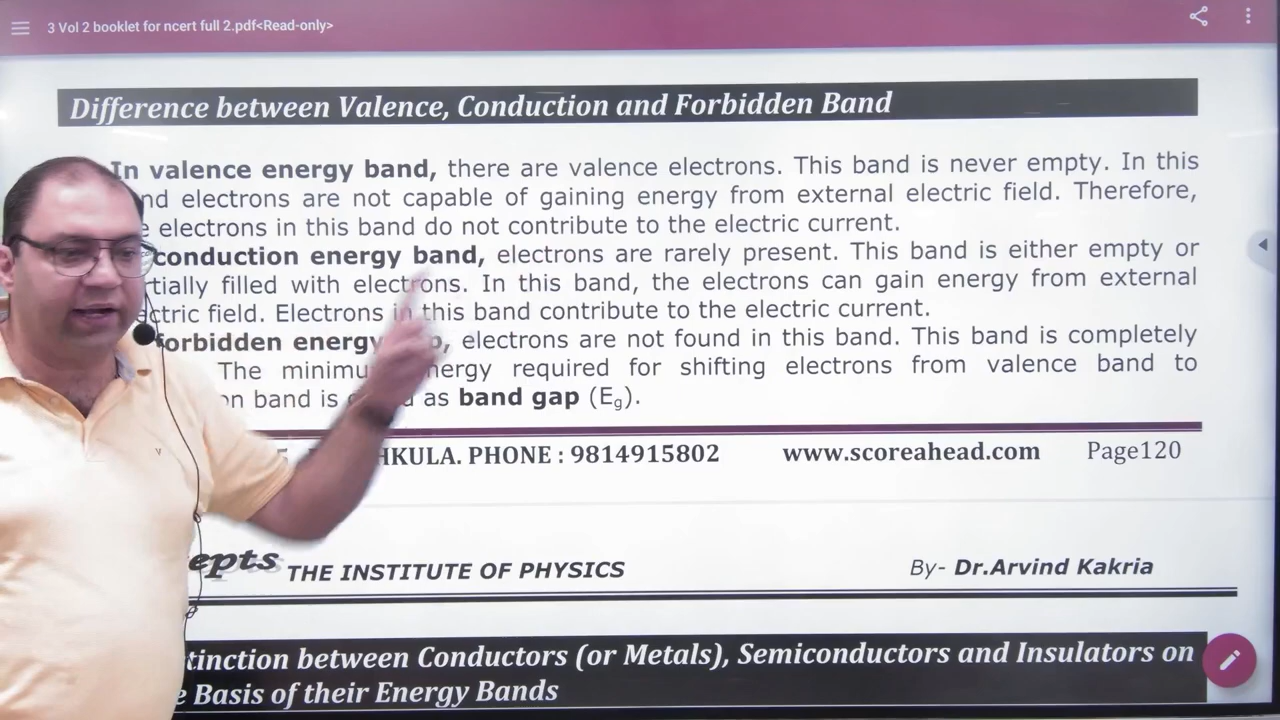 3 Vol 2 booklet for ncert full 2.pdf<Read-only>
Difference between Valence, Conduction and Forbidden Band
In valence energy band, there are valence electrons. This band is never empty. In this
nd electrons are not capable of gaining energy from external electric field. Therefore,
e electrons in this band do not contribute to the electric current.
conduction energy band, electrons are rarely present. This band is either empty or
tially filled with electrons. In this band, the electrons can gain energy from external
ctric field. Electrons in this band contribute to the electric current.
forbidden energy electrons are not found in this band. This band is completely
The minimum energy required for shifting electrons from valence band to
on band is as band gap (Eg).
HKULA. PHONE : 9814915802 www.scoreahead.com Page120
epts THE INSTITUTE OF PHYSICS By- Dr.Arvind Kakria
tinction between Conductors (or Metals), Semiconductors and Insulators on
e Basis of their Energy Bands